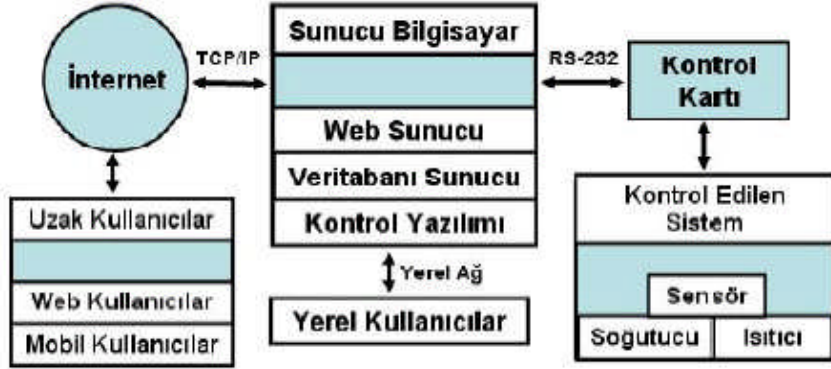 İnternet
TCP/IP
Sunucu Bilgisayar
Web Sunucu
Veritabanı Sunucu
Kontrol Yazılımı
RS-232
Kontrol
Kartı
Uzak Kullanıcılar
Web Kullanıcılar
Mobil Kullanıcılar
Yerel Ağ
Yerel Kullanıcılar
Kontrol Edilen
Sistem
Sensör
Soğutucu
Isıtıcı